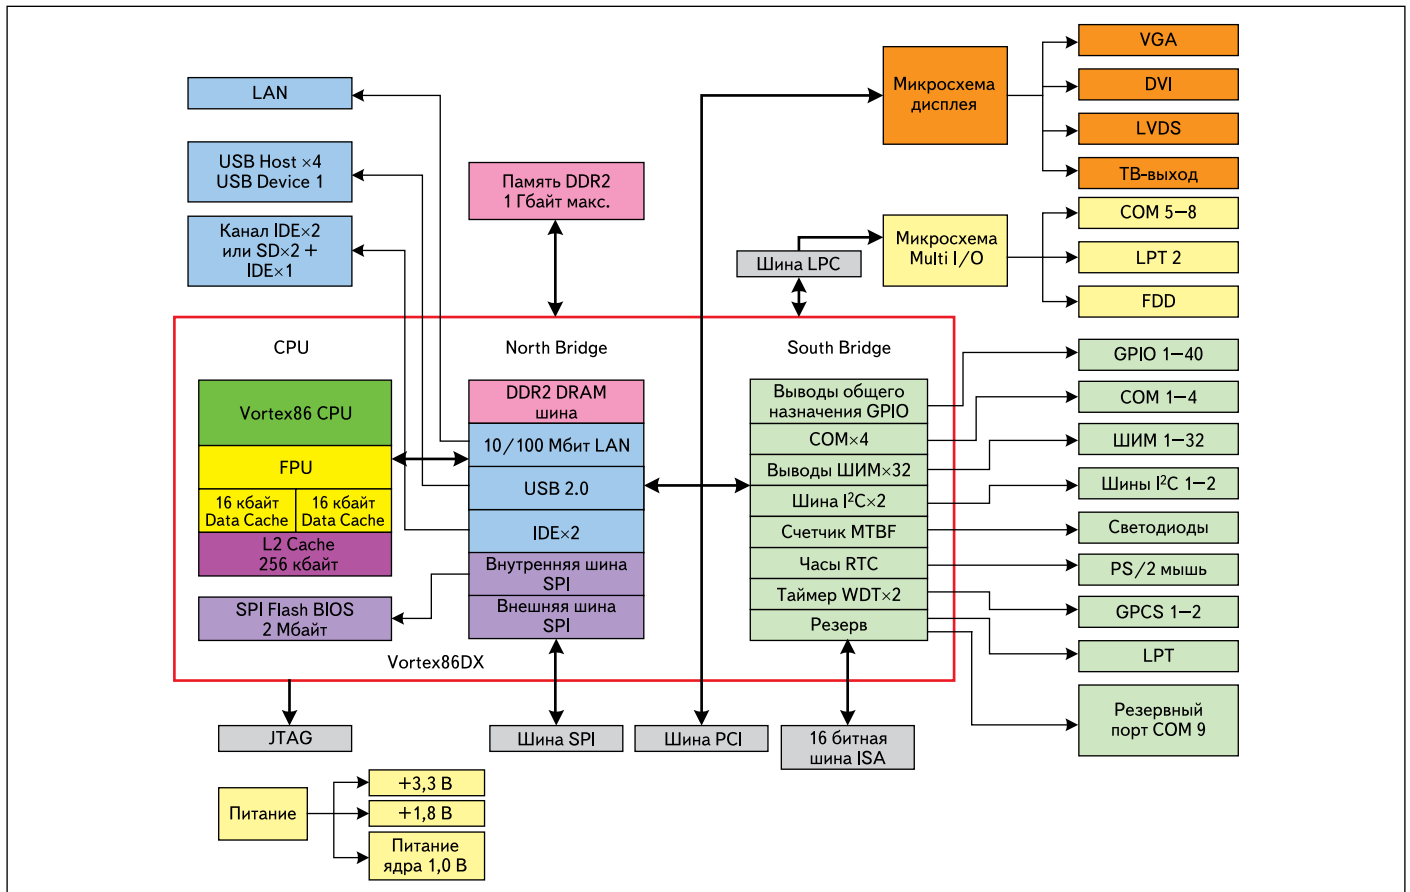 LAN
USB Host ×4
USB Device 1
Канал IDE×2
или SD×2 +
IDE×1
Память DDR2
1 Гбайт макс.
Микросхема
дисплея
VGA
DVI
LVDS
ТВ-выход
Шина LPC
Микросхема
Multi I/O
COM 5–8
LPT 2
FDD
CPU
North Bridge
South Bridge
Vortex86 CPU
FPU
16 кбайт
Data Cache
16 кбайт
Data Cache
L2 Cache
256 кбайт
SPI Flash BIOS
2 Мбайт
DDR2 DRAM
шина
10/100 Мбит LAN
USB 2.0
IDE×2
Внутренняя шина
SPI
Внешняя шина
SPI
Выводы общего
назначения GPIO
COM×4
Выводы ШИМ×32
Шина I²C×2
Счетчик MTBF
Часы RTC
Таймер WDT×2
Резерв
GPIO 1–40
COM 1–4
ШИМ 1–32
Шины I²C 1–2
Светодиоды
PS/2 мышь
GPCS 1–2
LPT
Резервный
порт COM 9
Vortex86DX
JTAG
Шина SPI
Шина PCI
16 битная
шина ISA
Питание
+3,3 В
+1,8 В
Питание
ядра 1,0 В